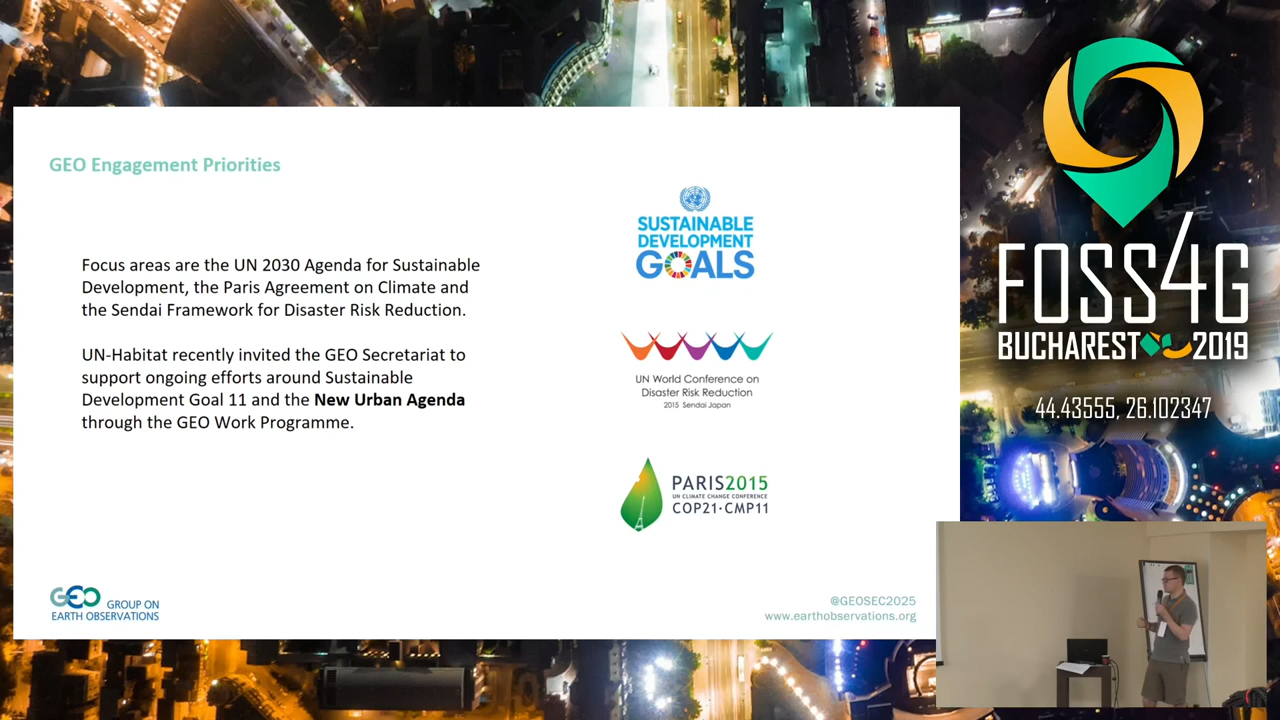 GEO Engagement Priorities
Focus areas are the UN 2030 Agenda for Sustainable
Development, the Paris Agreement on Climate and
the Sendai Framework for Disaster Risk Reduction.
UN-Habitat recently invited the GEO Secretariat to
support ongoing efforts around Sustainable
Development Goal 11 and the New Urban Agenda
through the GEO Work Programme.
SUSTAINABLE
DEVELOPMENT
GOALS
UN World Conference on
Disaster Risk Reduction
2015 Sendai Japan
PARIS2015
UN CLIMATE CHANGE CONFERENCE
COP21·CMP11
GEO GROUP ON
EARTH OBSERVATIONS
@GEOSEC2025
www.earthobservations.org
FOSS4G
BUCHAREST 2019
44.43555, 26.102347